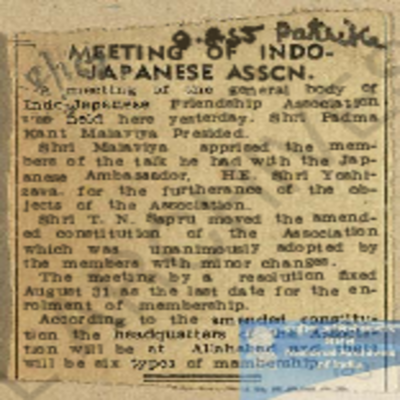 Patrika
MEETING OF INDO-
JAPANESE ASSCN.
A meeting of the general body of
Indo-Japanese Friendship Association
was held here yesterday. Shri Padma
Kant Malaviya Presided.
Shri Malaviya apprised the mem-
bers of the talk he had with the Jap-
anese Ambassador, H.E. Shri Yoshi-
zawa for the furtherance of the ob-
jects of the Association.
Shri T. N. Sapru moved the amend-
ed constitution of the Association
which was unanimously adopted by
the members with minor changes.
The meeting by a resolution fixed
August 31 as the last date for the en-
rolment of membership.
According to the amended constitu-
tion the headquarters of the Associa-
tion will be at Allahabad and there
will be six types of membership.